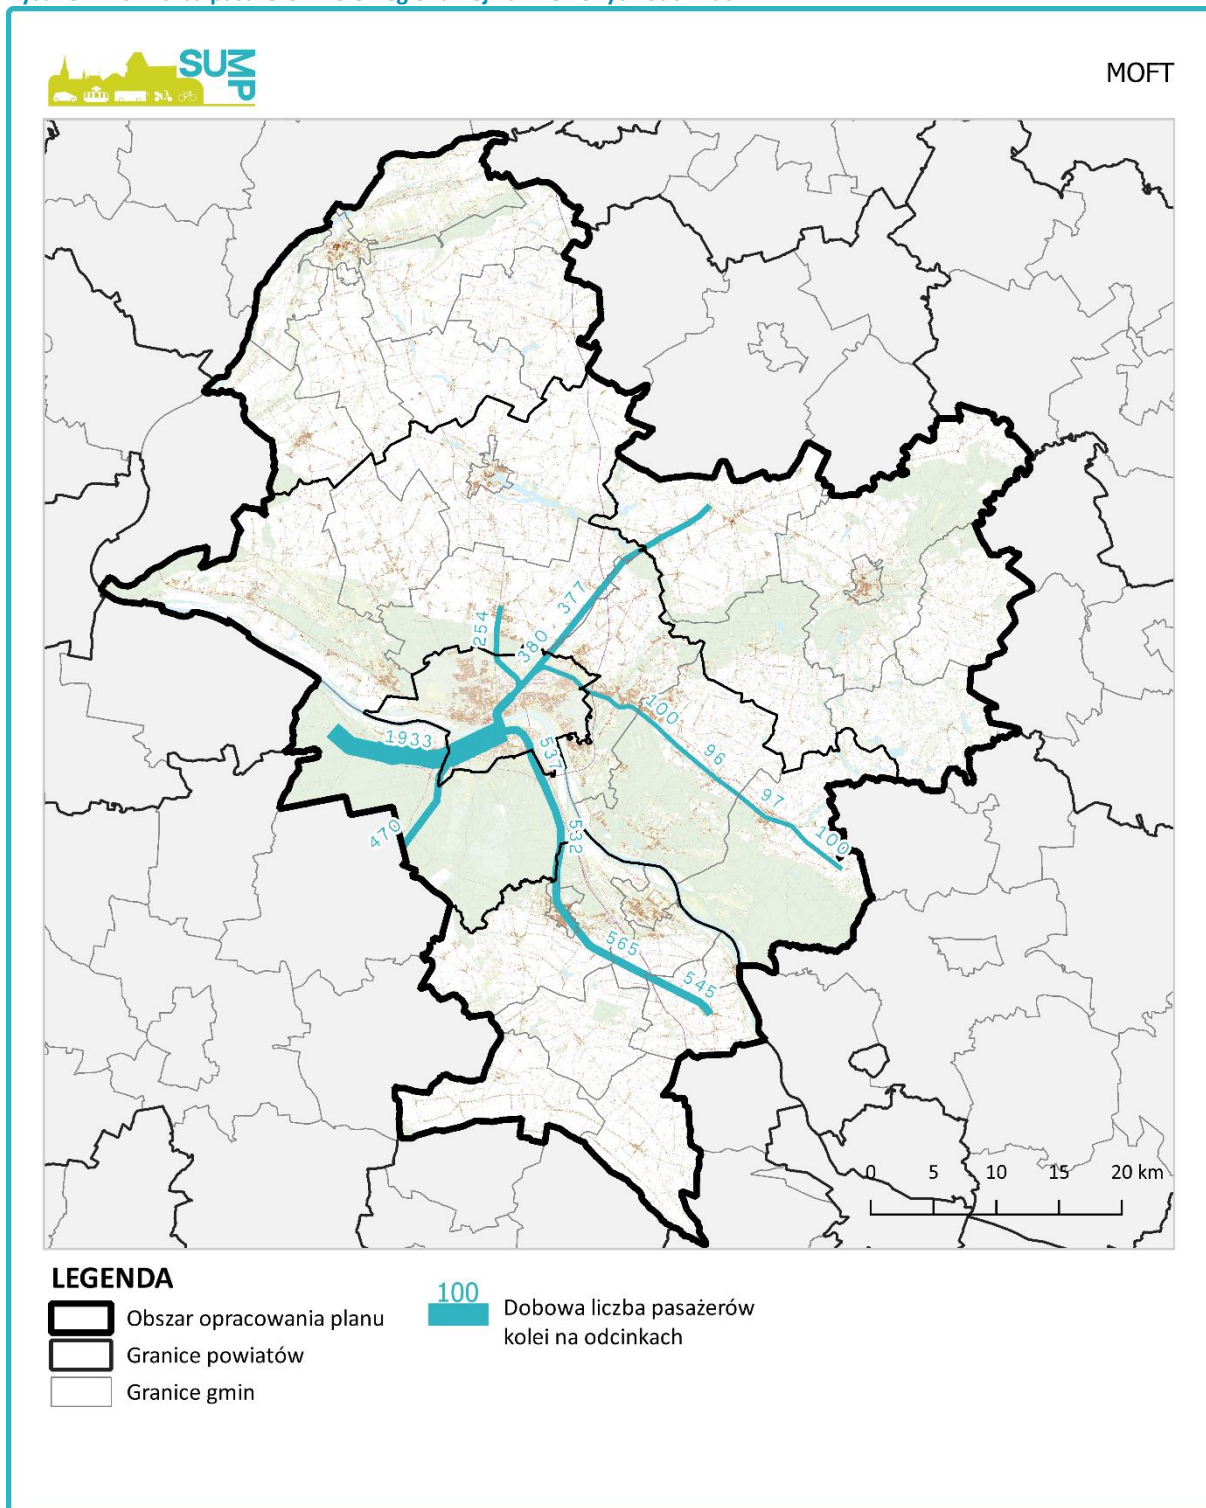 SUMP
MOFT
377
254
380
100
1933
537
96
97
470
532
100
565
545
0 5 10 15 20 km
LEGENDA
100
Obszar opracowania planu
Dobowa liczba pasażerów
kolei na odcinkach
Granice powiatów
Granice gmin